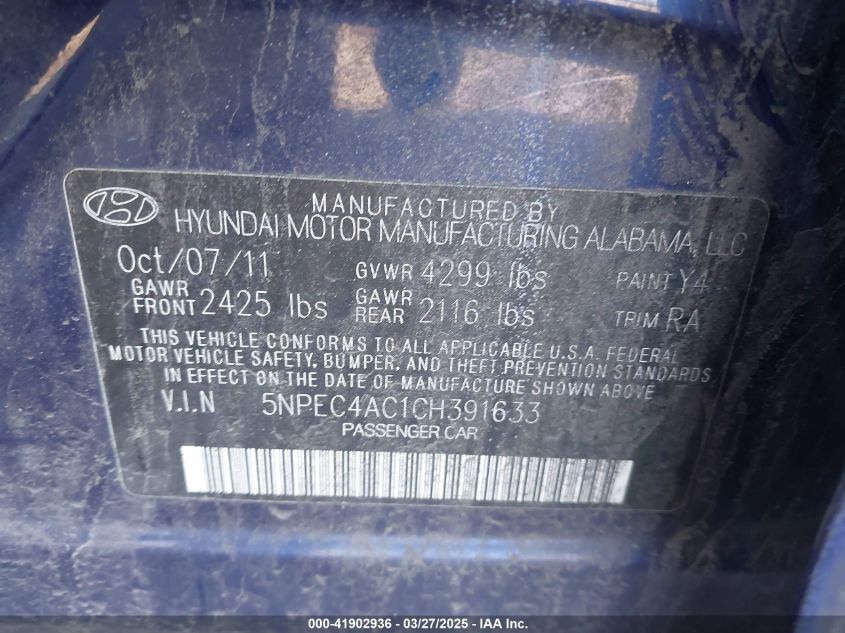 MANUFACTURED BY
HYUNDAI MOTOR MANUFACTURING ALABAMA, LLC
Oct/07/11 GVWR 4299 lbs PAINT Y4
GAWR FRONT 2425 lbs GAWR REAR 2116 lbs TRIM RA
THIS VEHICLE CONFORMS TO ALL APPLICABLE U.S.A. FEDERAL
MOTOR VEHICLE SAFETY, BUMPER, AND THEFT PREVENTION STANDARDS
IN EFFECT ON THE DATE OF MANUFACTURE SHOWN ABOVE
V.I.N 5NPEC4AC1CH391633
PASSENGER CAR
000-41902936 - 03/27/2025 - IAA Inc.